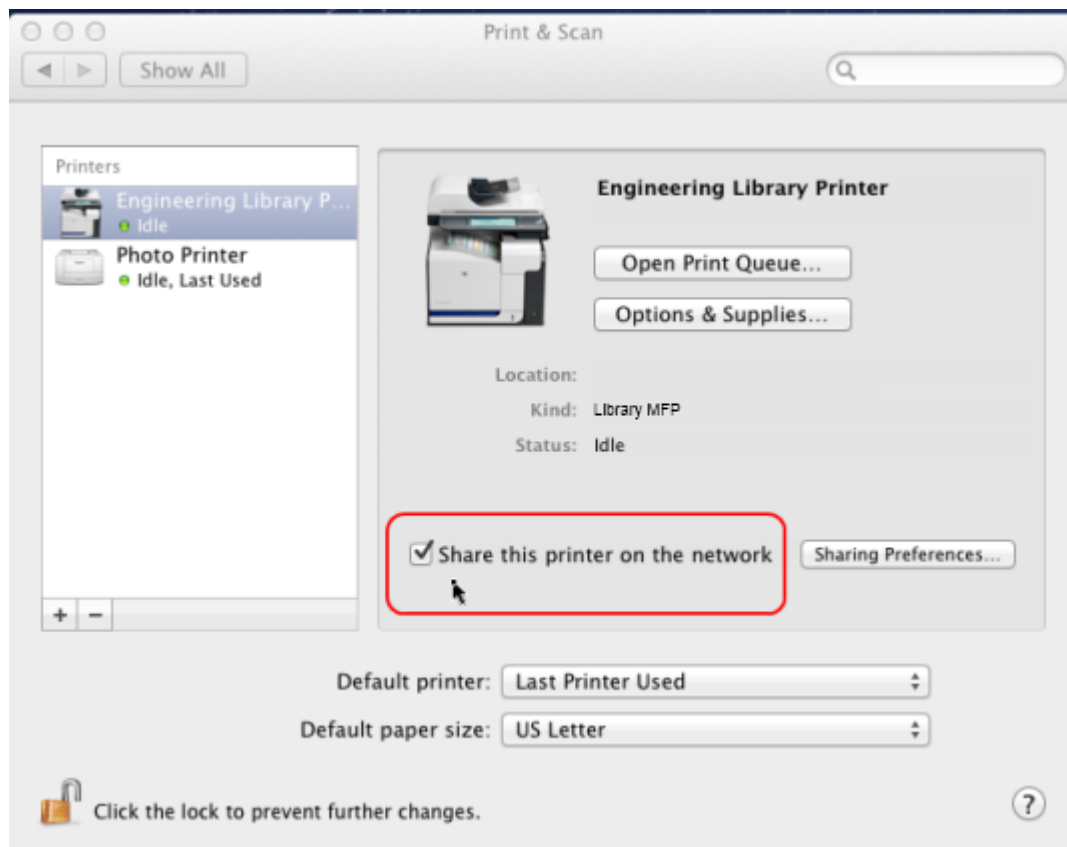 Print & Scan
Show All
Printers
Engineering Library P...
Idle
Photo Printer
Idle, Last Used
+ –
Engineering Library Printer
Open Print Queue...
Options & Supplies...
Location:
Kind: Library MFP
Status: Idle
Share this printer on the network
Sharing Preferences...
Default printer: Last Printer Used
Default paper size: US Letter
Click the lock to prevent further changes.
?